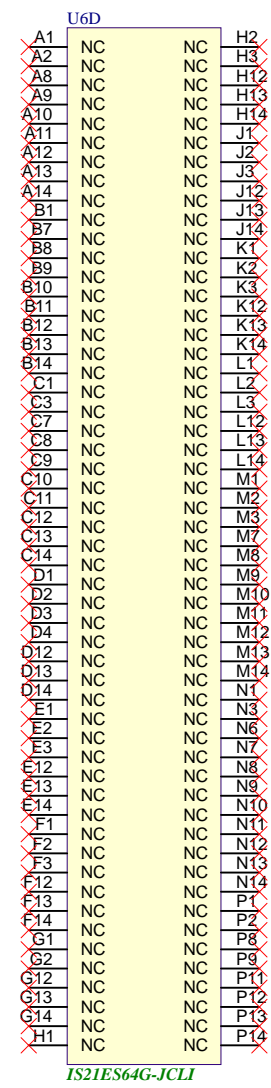 U6D
A1 NC NC H2
A2 NC NC H3
A8 NC NC H12
A9 NC NC H13
A10 NC NC H14
A11 NC NC J1
A12 NC NC J2
A13 NC NC J3
A14 NC NC J12
B1 NC NC J13
B7 NC NC J14
B8 NC NC K1
B9 NC NC K2
B10 NC NC K3
B11 NC NC K12
B12 NC NC K13
B13 NC NC K14
B14 NC NC L1
C1 NC NC L2
C3 NC NC L3
C7 NC NC L12
C8 NC NC L13
C9 NC NC L14
C10 NC NC M1
C11 NC NC M2
C12 NC NC M3
C13 NC NC M7
C14 NC NC M8
D1 NC NC M9
D2 NC NC M10
D3 NC NC M11
D4 NC NC M12
D12 NC NC M13
D13 NC NC M14
D14 NC NC N1
E1 NC NC N3
E2 NC NC N6
E3 NC NC N7
E12 NC NC N8
E13 NC NC N9
E14 NC NC N10
F1 NC NC N11
F2 NC NC N12
F3 NC NC N13
F12 NC NC N14
F13 NC NC P1
F14 NC NC P2
G1 NC NC P8
G2 NC NC P9
G12 NC NC P11
G13 NC NC P12
G14 NC NC P13
H1 NC NC P14
IS21ES64G-JCLI